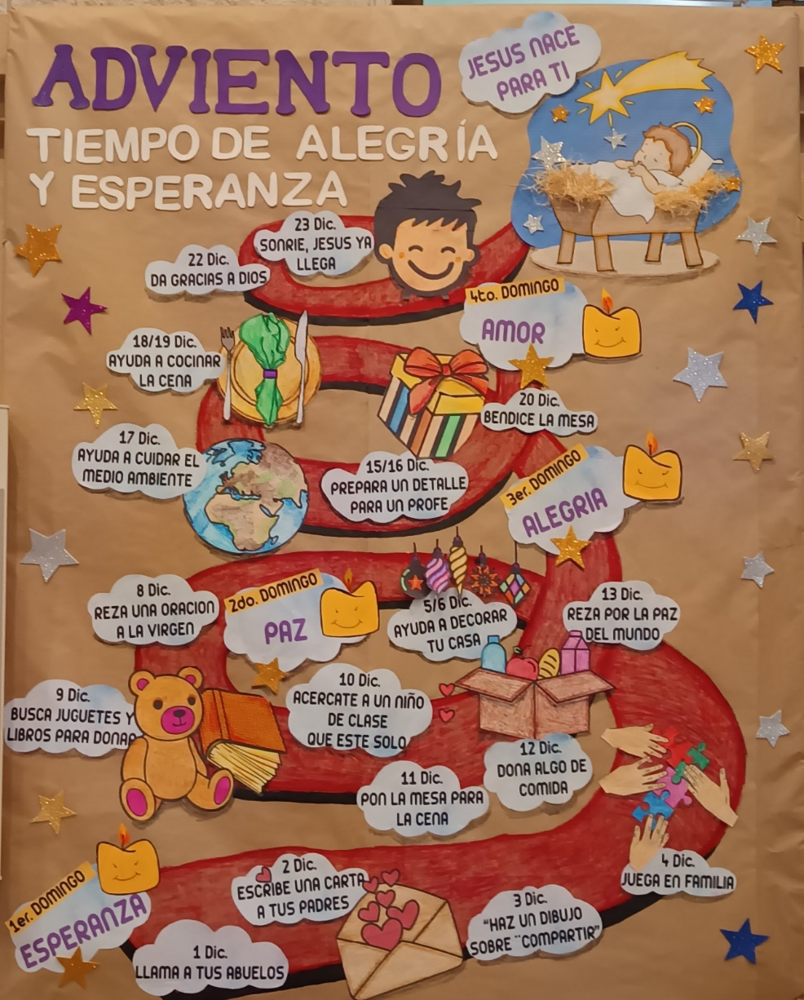 ADVIENTO
TIEMPO DE ALEGRÍA
Y ESPERANZA
JESUS NACE
PARA TI
23 Dic.
SONRIE, JESUS YA
LLEGA
22 Dic.
DA GRACIAS A DIOS
4to. DOMINGO
AMOR
18/19 Dic.
AYUDA A COCINAR
LA CENA
20 Dic.
BENDICE LA MESA
17 Dic.
AYUDA A CUIDAR EL
MEDIO AMBIENTE
15/16 Dic.
PREPARA UN DETALLE
PARA UN PROFE
3er. DOMINGO
ALEGRIA
8 Dic.
REZA UNA ORACION
A LA VIRGEN
2do. DOMINGO
PAZ
5/6 Dic.
AYUDA A DECORAR
TU CASA
13 Dic.
REZA POR LA PAZ
DEL MUNDO
9 Dic.
BUSCA JUGUETES Y
LIBROS PARA DONAR
10 Dic.
ACERCATE A UN NIÑO
DE CLASE
QUE ESTE SOLO
12 Dic.
DONA ALGO DE
COMIDA
11 Dic.
PON LA MESA PARA
LA CENA
4 Dic.
JUEGA EN FAMILIA
1er. DOMINGO
ESPERANZA
2 Dic.
ESCRIBE UNA CARTA
A TUS PADRES
3 Dic.
"HAZ UN DIBUJO
SOBRE ¨COMPARTIR"
1 Dic.
LLAMA A TUS ABUELOS